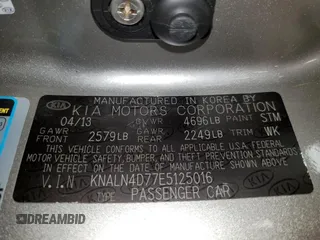 MANUFACTURED IN KOREA BY
KIA MOTORS CORPORATION
04/13 GVWR 4696LB PAINT STM
GAWR FRONT 2579LB GAWR REAR 2249LB TRIM WK
THIS VEHICLE CONFORMS TO ALL APPLICABLE U.S.A. FEDERAL
MOTOR VEHICLE SAFETY, BUMPER, AND THEFT PREVENTION STANDARDS
IN EFFECT ON THE DATE OF MANUFACTURE SHOWN ABOVE.
V.I.N KNALN4D77E5125016
TYPE PASSENGER CAR
KIA
DREAMBID